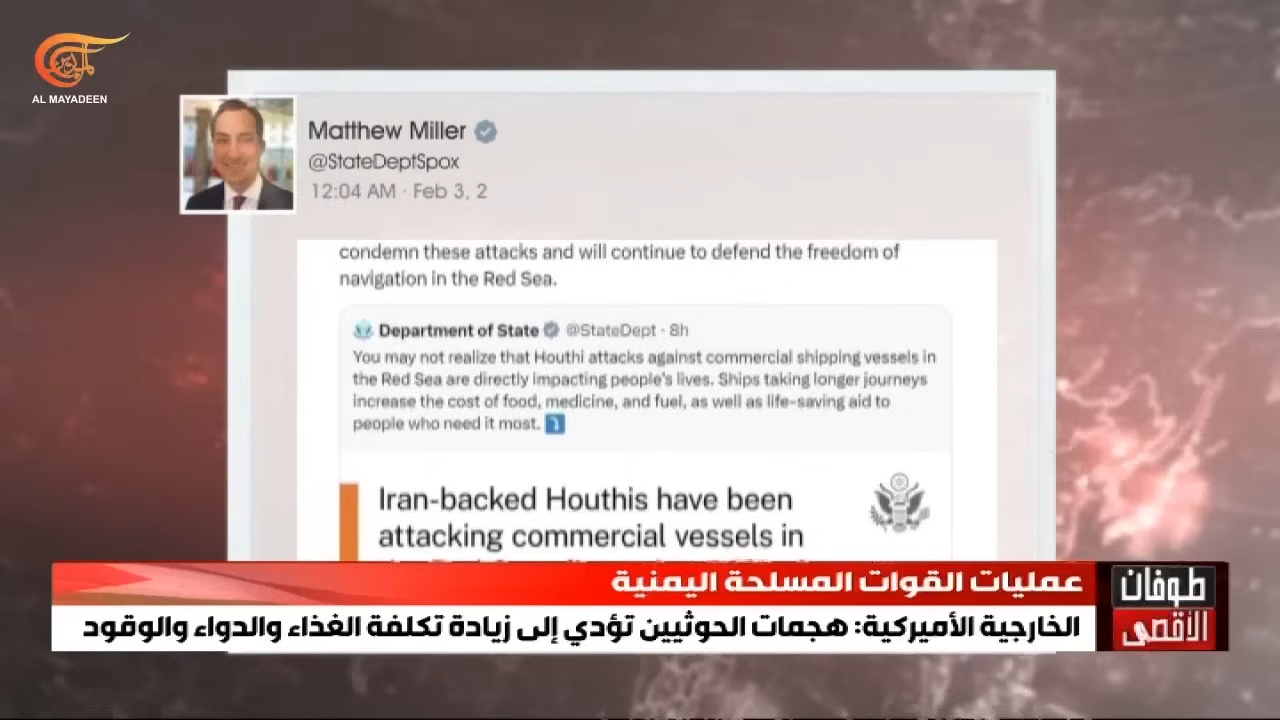 AL MAYADEEN
Matthew Miller
@StateDeptSpox
12:04 AM · Feb 3, 2
condemn these attacks and will continue to defend the freedom of
navigation in the Red Sea.
Department of State @StateDept · 8h
You may not realize that Houthi attacks against commercial shipping vessels in
the Red Sea are directly impacting people's lives. Ships taking longer journeys
increase the cost of food, medicine, and fuel, as well as life-saving aid to
people who need it most.
Iran-backed Houthis have been
attacking commercial vessels in
عمليات القوات المسلحة اليمنية
الخارجية الأميركية: هجمات الحوثيين تؤدي إلى زيادة تكلفة الغذاء والدواء والوقود
طوفان
الأقصى